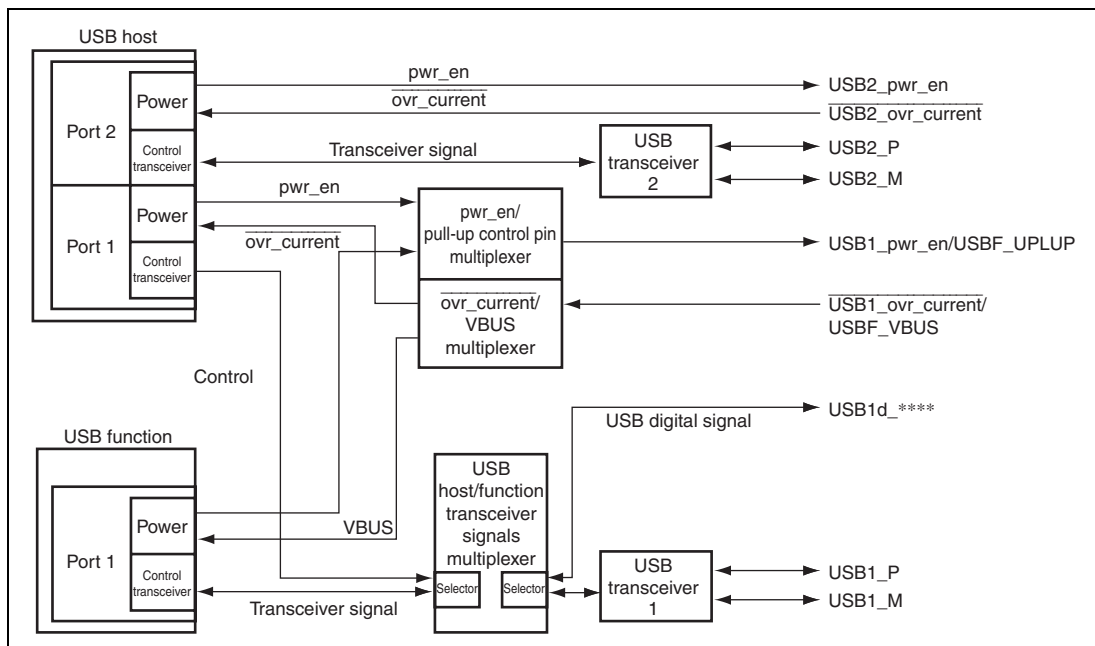 USB host
Port 2
Power
Control
transceiver
Port 1
Power
Control
transceiver
pwr_en
ovr_current
Transceiver signal
USB
transceiver
2
USB2_pwr_en
USB2_ovr_current
USB2_P
USB2_M
pwr_en
ovr_current
pwr_en/
pull-up control pin
multiplexer
ovr_current/
VBUS
multiplexer
USB1_pwr_en/USBF_UPLUP
USB1_ovr_current/
USBF_VBUS
Control
USB digital signal
USB1d_****
USB function
Port 1
Power
Control
transceiver
VBUS
Transceiver signal
USB
host/function
transceiver
signals
multiplexer
Selector
Selector
USB
transceiver
1
USB1_P
USB1_M